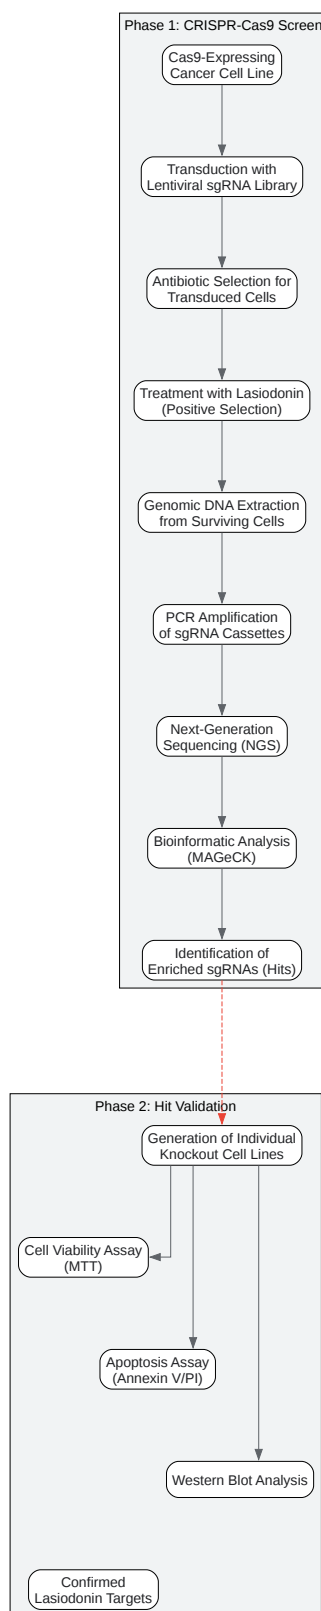 Phase 1: CRISPR-Cas9 Screen
Cas9-Expressing
Cancer Cell Line
Transduction with
Lentiviral sgRNA Library
Antibiotic Selection for
Transduced Cells
Treatment with Lasiodonin
(Positive Selection)
Genomic DNA Extraction
from Surviving Cells
PCR Amplification
of sgRNA Cassettes
Next-Generation
Sequencing (NGS)
Bioinformatic Analysis
(MAGeCK)
Identification of
Enriched sgRNAs (Hits)
Phase 2: Hit Validation
Generation of Individual
Knockout Cell Lines
Cell Viability Assay
(MTT)
Apoptosis Assay
(Annexin V/PI)
Western Blot Analysis
Confirmed
Lasiodonin Targets